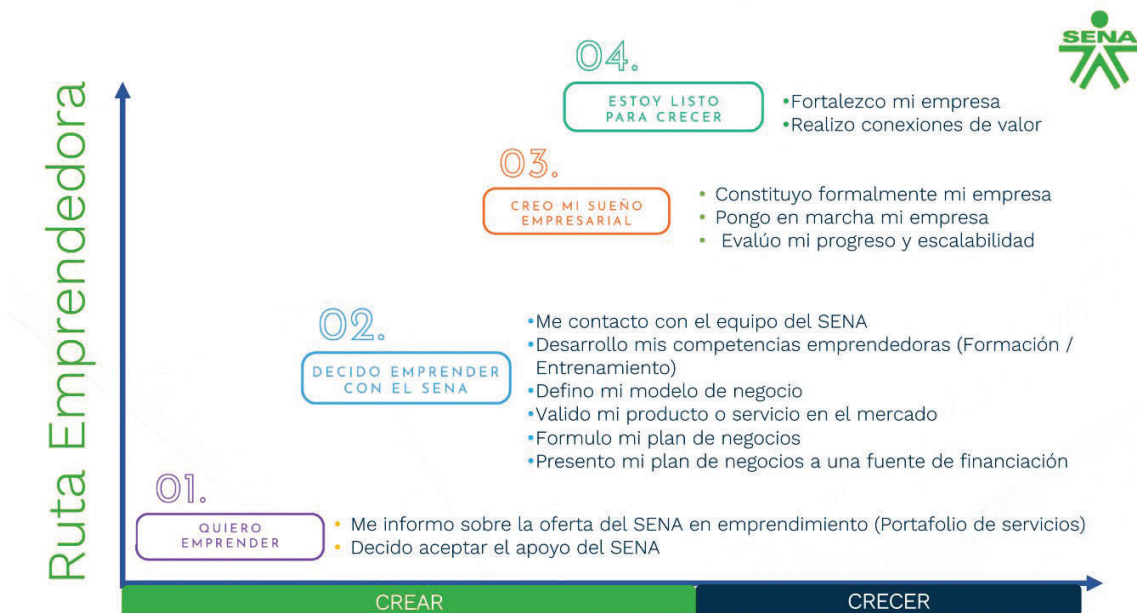 SENA
Ruta Emprendedora
04.
ESTOY LISTO
PARA CRECER
•Fortalezco mi empresa
•Realizo conexiones de valor
03.
CREO MI SUEÑO
EMPRESARIAL
• Constituyo formalmente mi empresa
• Pongo en marcha mi empresa
• Evalúo mi progreso y escalabilidad
02.
DECIDO EMPRENDER
CON EL SENA
•Me contacto con el equipo del SENA
•Desarrollo mis competencias emprendedoras (Formación /
Entrenamiento)
•Defino mi modelo de negocio
•Valido mi producto o servicio en el mercado
•Formulo mi plan de negocios
•Presento mi plan de negocios a una fuente de financiación
01.
QUIERO
EMPRENDER
• Me informo sobre la oferta del SENA en emprendimiento (Portafolio de servicios)
• Decido aceptar el apoyo del SENA
CREAR
CRECER